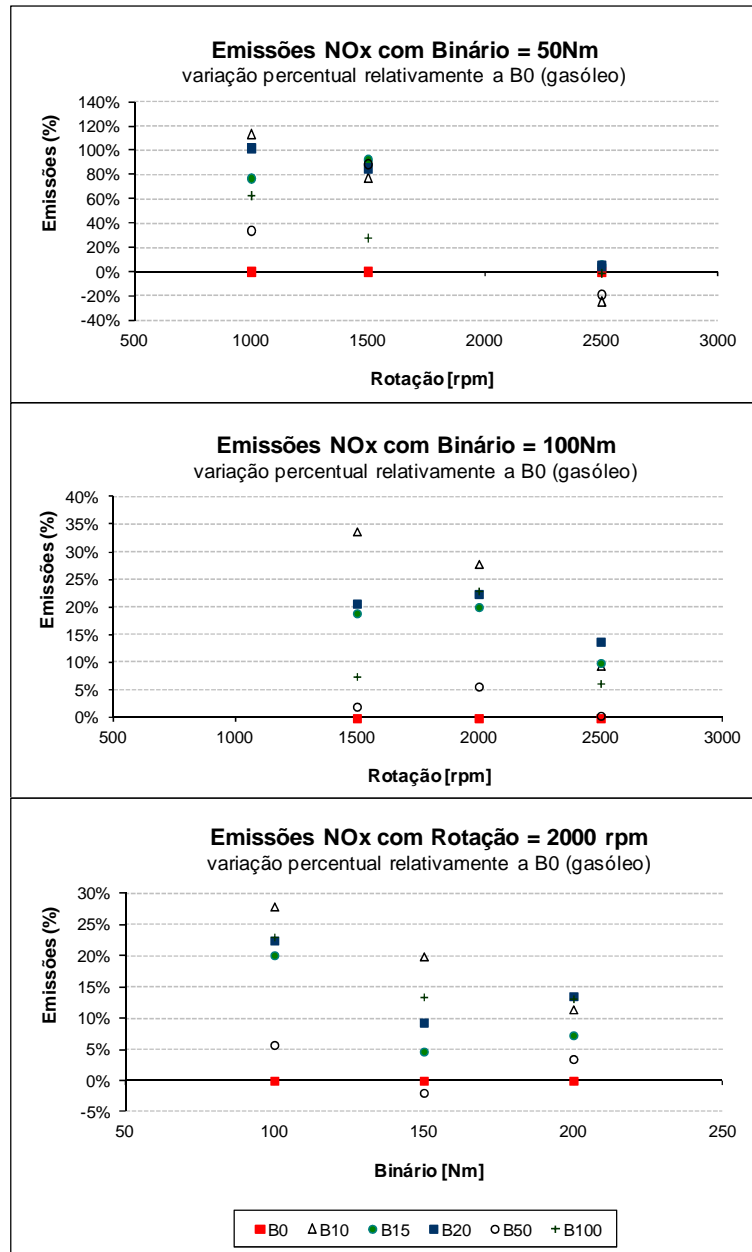 Emissões NOx com Binário = 50Nm
variação percentual relativamente a B0 (gasóleo)
Emissões (%)
140%
120%
100%
80%
60%
40%
20%
0%
-20%
-40%
500 1000 1500 2000 2500 3000
Rotação [rpm]
Emissões NOx com Binário = 100Nm
variação percentual relativamente a B0 (gasóleo)
Emissões (%)
40%
35%
30%
25%
20%
15%
10%
5%
0%
500 1000 1500 2000 2500 3000
Rotação [rpm]
Emissões NOx com Rotação = 2000 rpm
variação percentual relativamente a B0 (gasóleo)
Emissões (%)
30%
25%
20%
15%
10%
5%
0%
-5%
50 100 150 200 250
Binário [Nm]
B0 B10 B15 B20 B50 B100